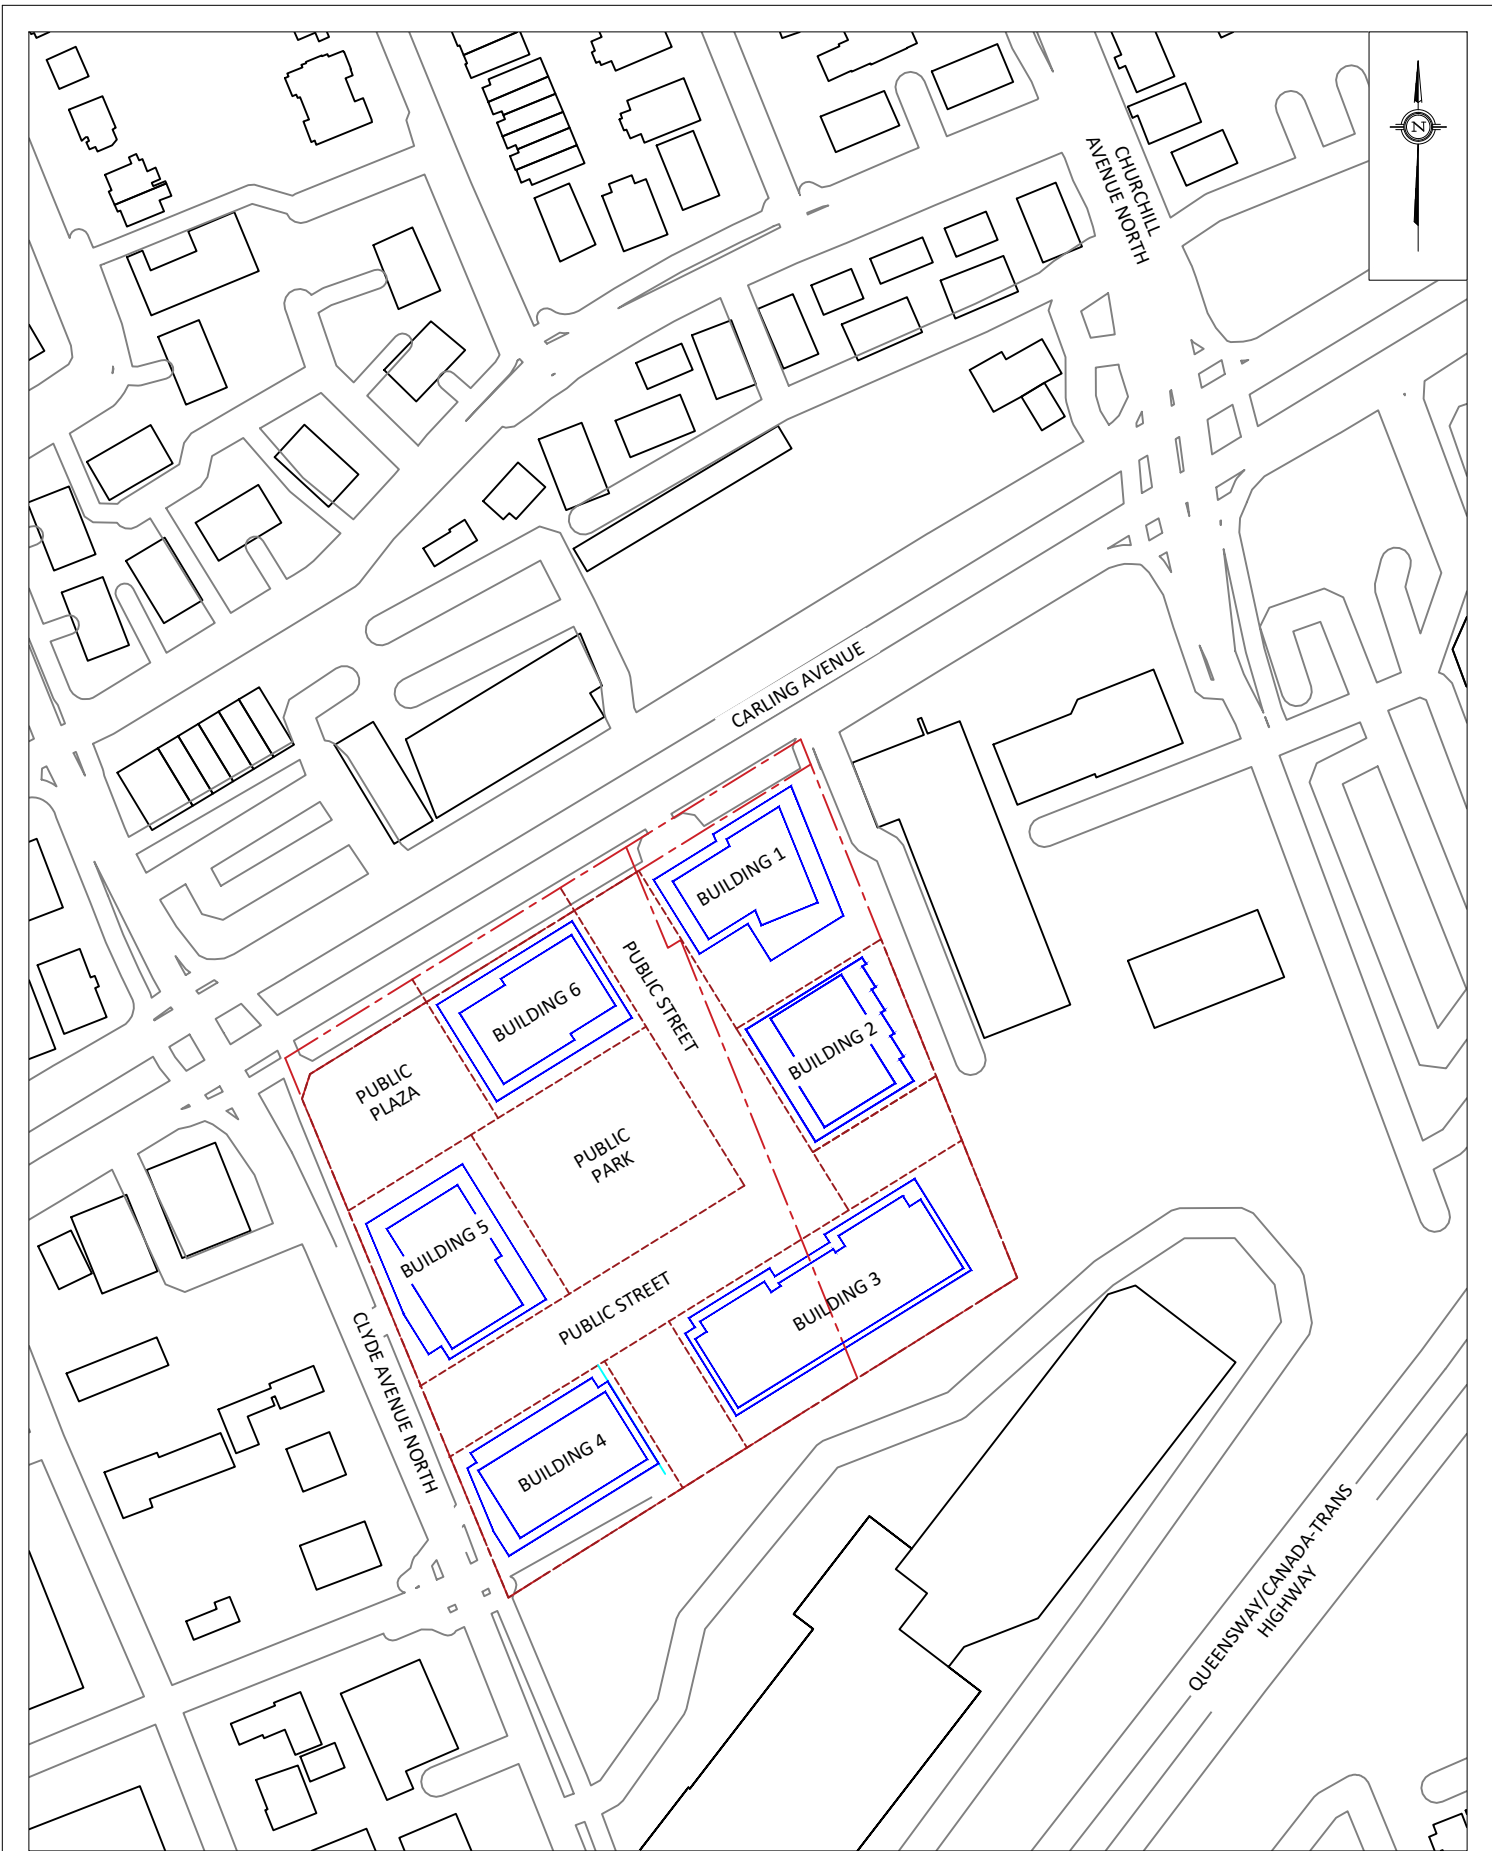 CHURCHILL
AVENUE NORTH
N
CARLING AVENUE
BUILDING 1
PUBLIC STREET
BUILDING 6
BUILDING 2
PUBLIC
PLAZA
PUBLIC
PARK
BUILDING 5
PUBLIC STREET
BUILDING 3
CLYDE AVENUE NORTH
BUILDING 4
QUEENSWAY/CANADA-TRANS
HIGHWAY